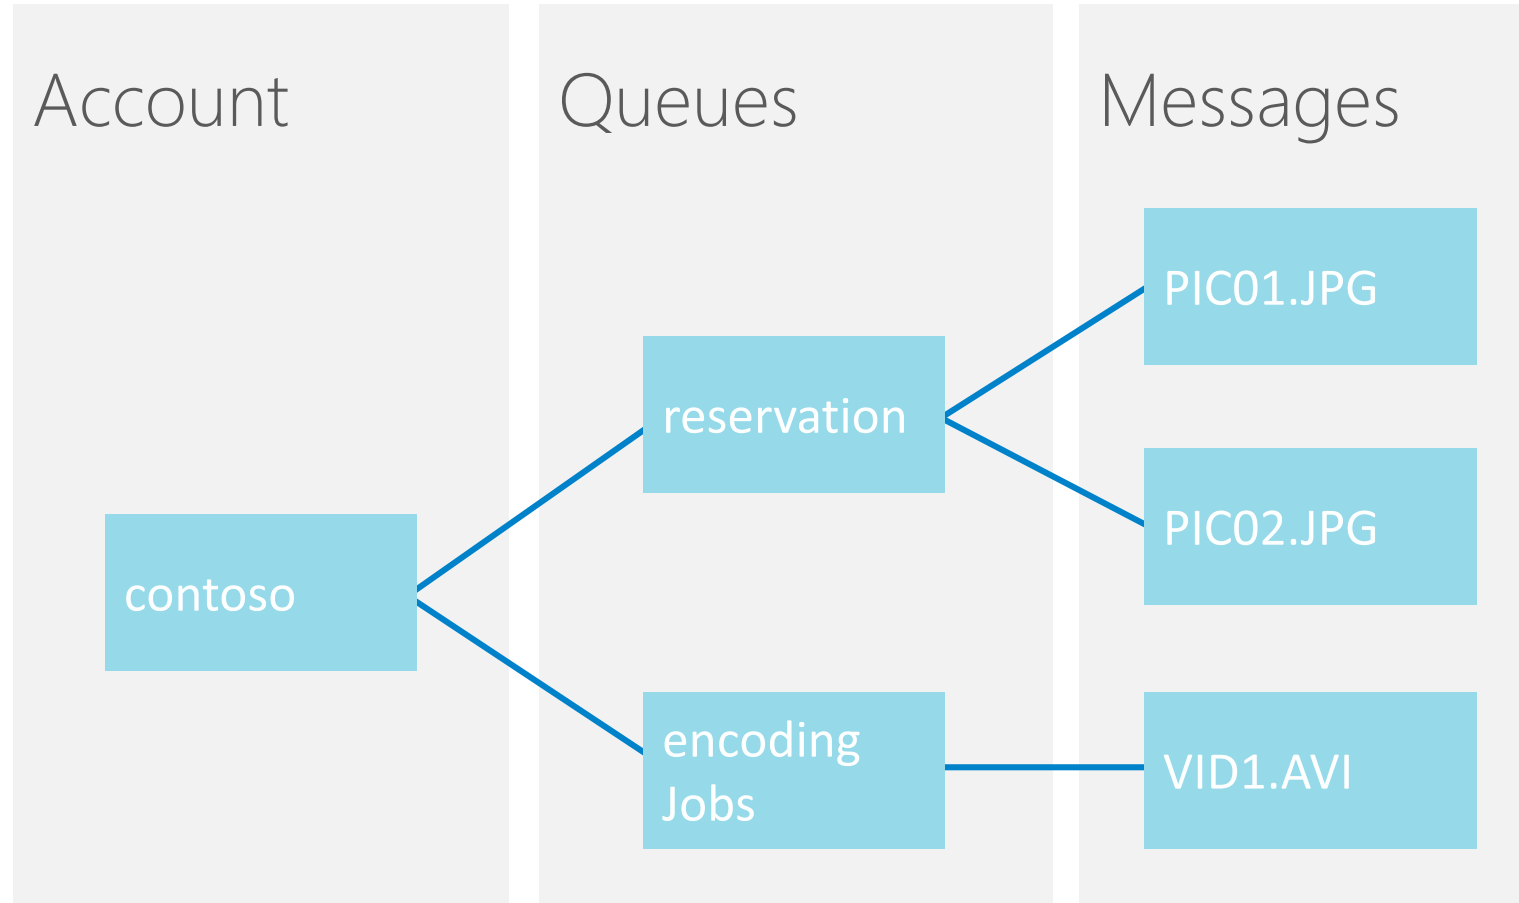 Account
Queues
Messages
PIC01.JPG
reservation
PIC02.JPG
contoso
encoding
Jobs
VID1.AVI